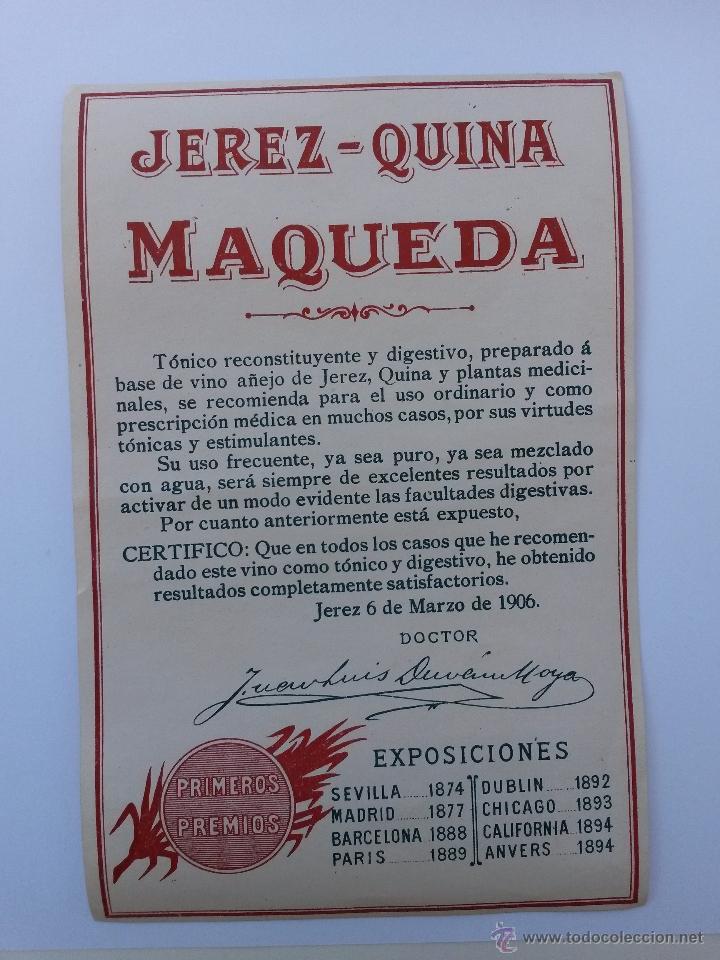 JEREZ-QUINA
MAQUEDA
Tónico reconstituyente y digestivo, preparado á
base de vino añejo de Jerez, Quina y plantas medici-
nales, se recomienda para el uso ordinario y como
prescripción médica en muchos casos, por sus virtudes
tónicas y estimulantes.
Su uso frecuente, ya sea puro, ya sea mezclado
con agua, será siempre de excelentes resultados por
activar de un modo evidente las facultades digestivas.
Por cuanto anteriormente está expuesto,
CERTIFICO: Que en todos los casos que he recomen-
dado este vino como tónico y digestivo, he obtenido
resultados completamente satisfactorios.
Jerez 6 de Marzo de 1906.
DOCTOR
Juan Luis Durán Moya
PRIMEROS
PREMIOS
EXPOSICIONES
SEVILLA 1874
MADRID 1877
BARCELONA 1888
PARIS 1889
DUBLIN 1892
CHICAGO 1893
CALIFORNIA 1894
ANVERS 1894
www.todocoleccion.net